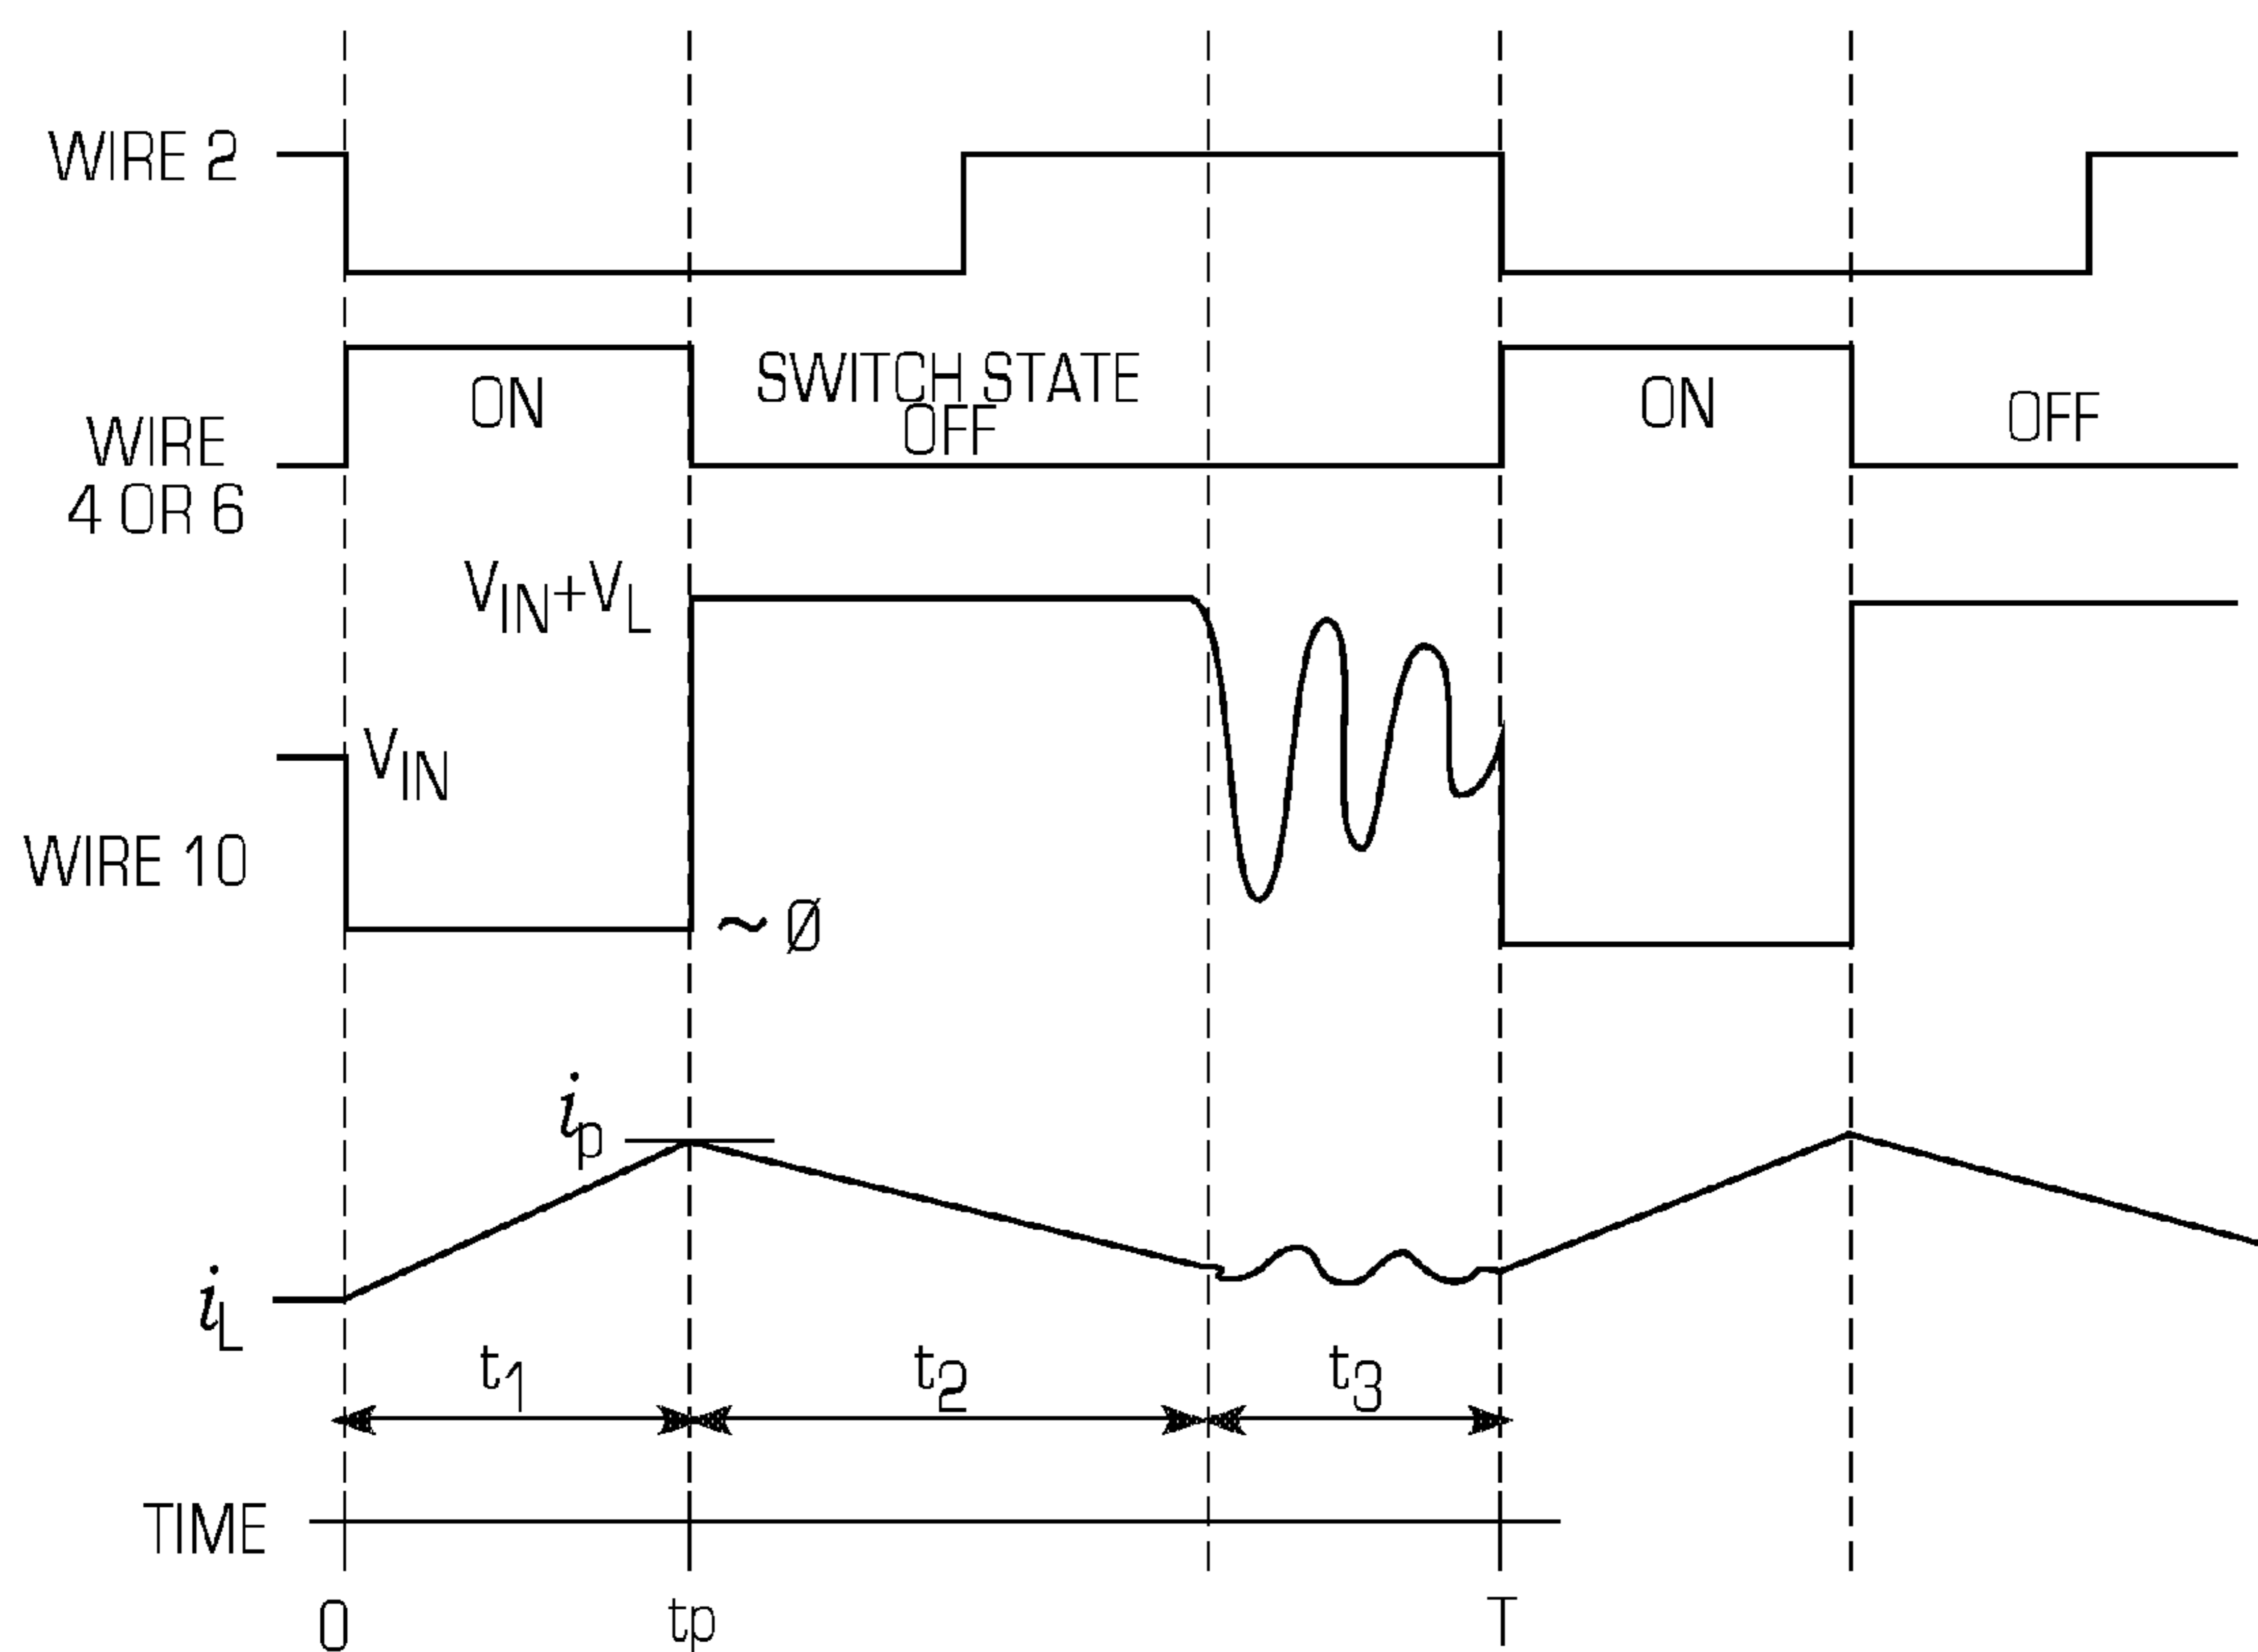 WIRE 2
ON
SWITCH STATE
OFF
ON
OFF
WIRE
4 OR 6
VIN+VL
VIN
WIRE 10
~ Ø
ip
iL
t1
t2
t3
TIME
0
tp
T